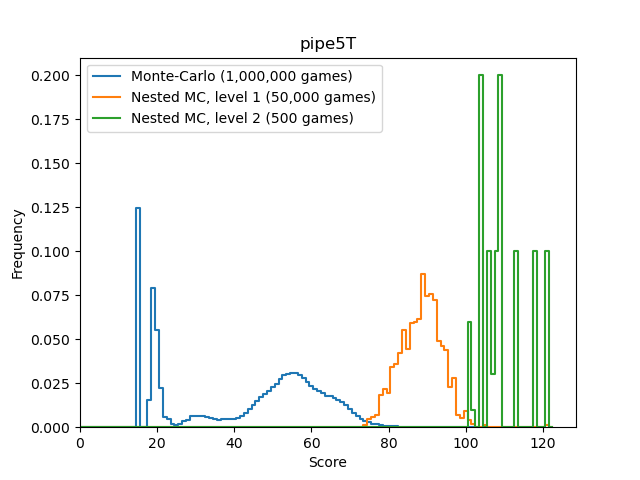 pipe5T
Monte-Carlo (1,000,000 games)
Nested MC, level 1 (50,000 games)
Nested MC, level 2 (500 games)
0.200
0.175
0.150
0.125
0.100
0.075
0.050
0.025
0.000
Frequency
0 20 40 60 80 100 120
Score